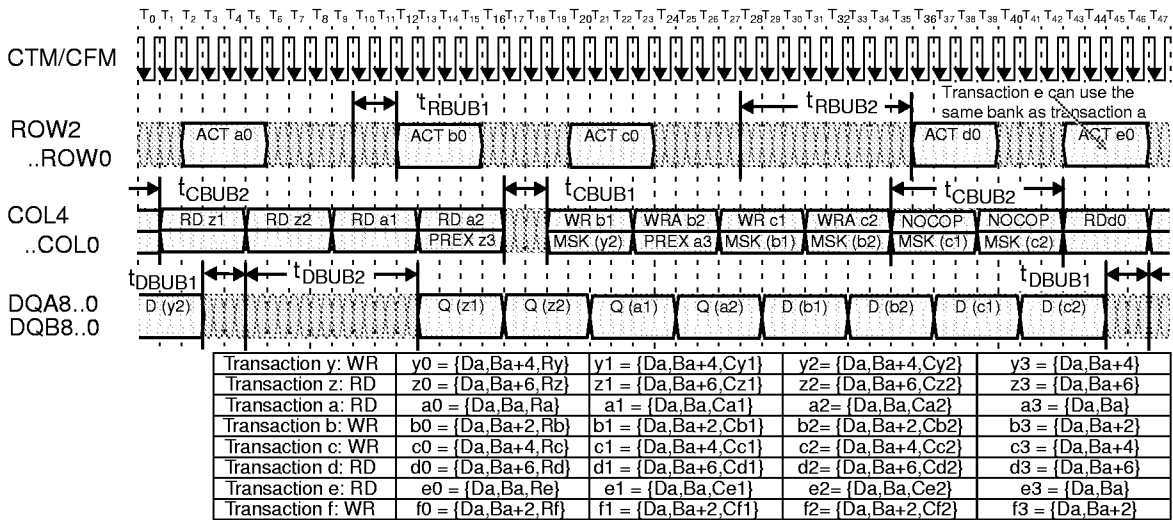 T0 T1 T2 T3 T4 T5 T6 T7 T8 T9 T10 T11 T12 T13 T14 T15 T16 T17 T18 T19 T20 T21 T22 T23 T24 T25 T26 T27 T28 T29 T30 T31 T32 T33 T34 T35 T36 T37 T38 T39 T40 T41 T42 T43 T44 T45 T46 T47
CTM/CFM
tRBUB1 tRBUB2 Transaction e can use the
same bank as transaction a
ROW2
..ROW0
ACT a0 ACT b0 ACT c0 ACT d0 ACT e0
tCBUB2 tCBUB1 tCBUB2
COL4
..COL0
RD z1 RD z2 RD a1 RD a2 WR b1 WRA b2 WR c1 WRA c2 NOCOP NOCOP RDd0
PREX z3 MSK (y2) PREX a3 MSK (b1) MSK (b2) MSK (c1) MSK (c2)
tDBUB1 tDBUB2 tDBUB1
DQA8..0
DQB8..0
D (y2) Q (z1) Q (z2) Q (a1) Q (a2) D (b1) D (b2) D (c1) D (c2)
Transaction y: WR y0 = {Da,Ba+4,Ry} y1 = {Da,Ba+4,Cy1} y2= {Da,Ba+4,Cy2} y3 = {Da,Ba+4}
Transaction z: RD z0 = {Da,Ba+6,Rz} z1 = {Da,Ba+6,Cz1} z2= {Da,Ba+6,Cz2} z3 = {Da,Ba+6}
Transaction a: RD a0 = {Da,Ba,Ra} a1 = {Da,Ba,Ca1} a2= {Da,Ba,Ca2} a3 = {Da,Ba}
Transaction b: WR b0 = {Da,Ba+2,Rb} b1 = {Da,Ba+2,Cb1} b2= {Da,Ba+2,Cb2} b3 = {Da,Ba+2}
Transaction c: WR c0 = {Da,Ba+4,Rc} c1 = {Da,Ba+4,Cc1} c2= {Da,Ba+4,Cc2} c3 = {Da,Ba+4}
Transaction d: RD d0 = {Da,Ba+6,Rd} d1 = {Da,Ba+6,Cd1} d2= {Da,Ba+6,Cd2} d3 = {Da,Ba+6}
Transaction e: RD e0 = {Da,Ba,Re} e1 = {Da,Ba,Ce1} e2= {Da,Ba,Ce2} e3 = {Da,Ba}
Transaction f: WR f0 = {Da,Ba+2,Rf} f1 = {Da,Ba+2,Cf1} f2= {Da,Ba+2,Cf2} f3 = {Da,Ba+2}